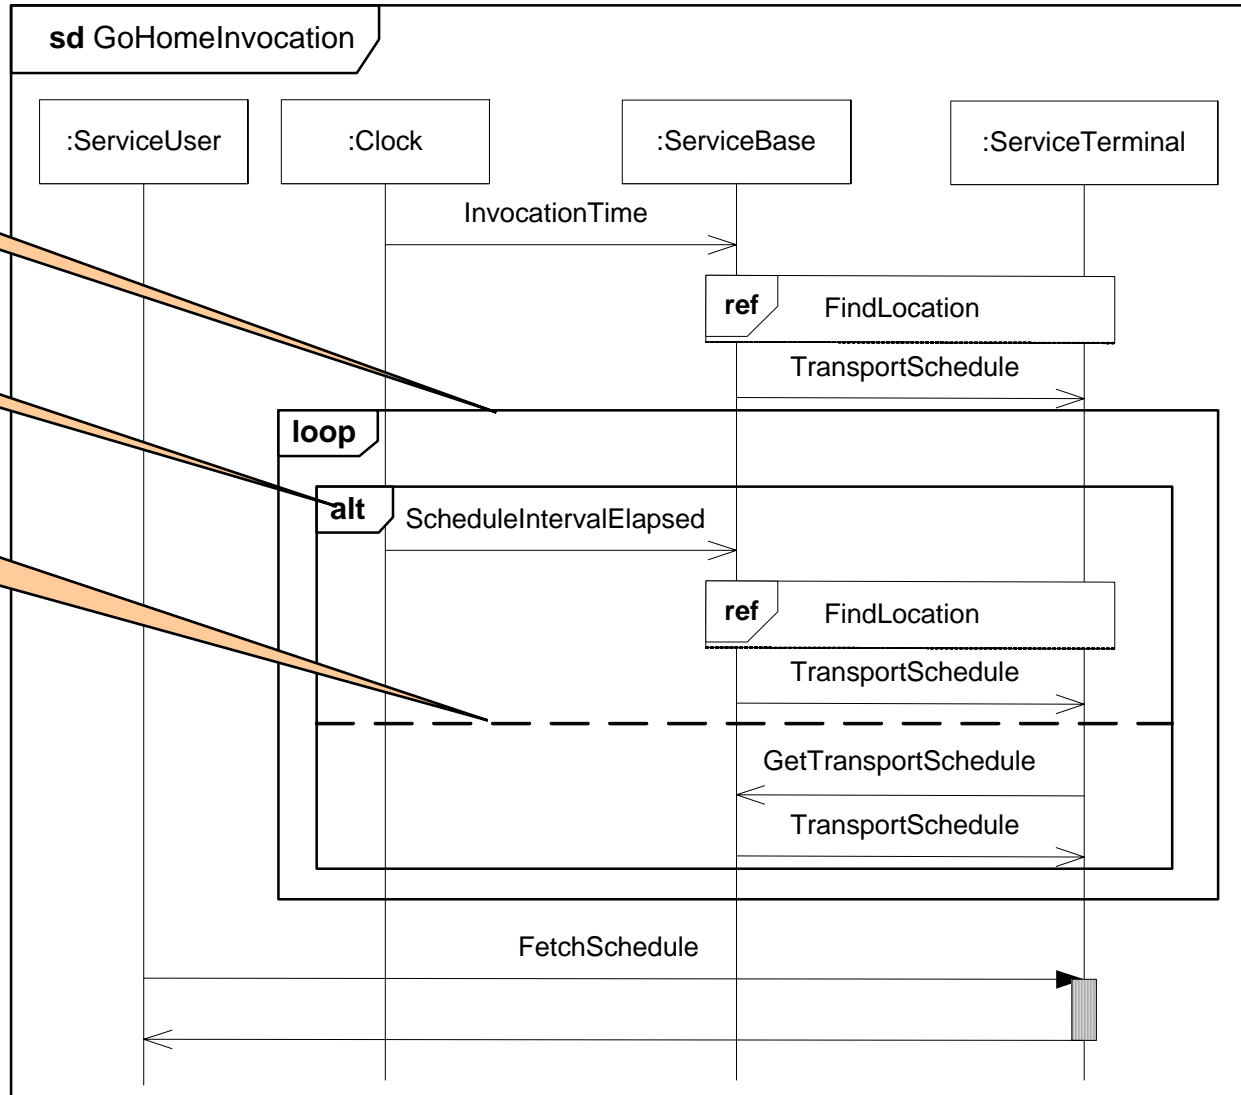 sd GoHomeInvocation
:ServiceUser
:Clock
:ServiceBase
:ServiceTerminal
InvocationTime
ref FindLocation
TransportSchedule
loop
alt
ScheduleIntervalElapsed
ref FindLocation
TransportSchedule
GetTransportSchedule
TransportSchedule
FetchSchedule